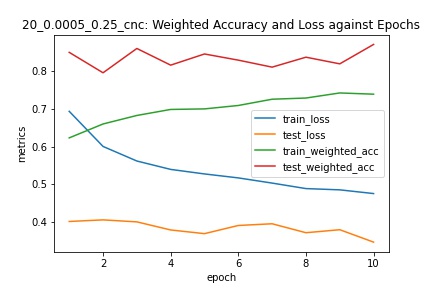 20_0.0005_0.25_cnc: Weighted Accuracy and Loss against Epochs
metrics
0.8
0.7
0.6
0.5
0.4
train_loss
test_loss
train_weighted_acc
test_weighted_acc
2
4
6
8
10
epoch